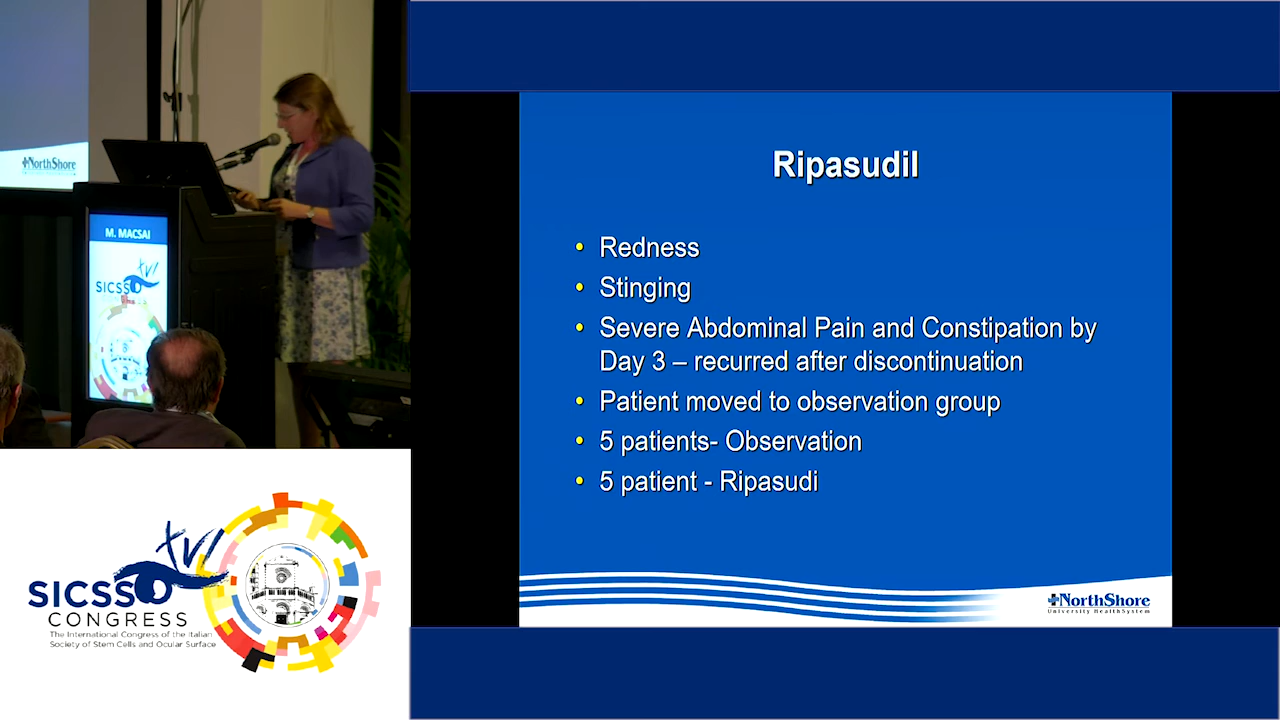 NorthShore
M. MACSAI
tv
SICSSO
Ripasudil
• Redness
• Stinging
• Severe Abdominal Pain and Constipation by
Day 3 – recurred after discontinuation
• Patient moved to observation group
• 5 patients- Observation
• 5 patient - Ripasudi
NorthShore
University HealthSystem
tv
SICSSO
CONGRESS
The International Congress of the Italian
Society of Stem Cells and Ocular Surface